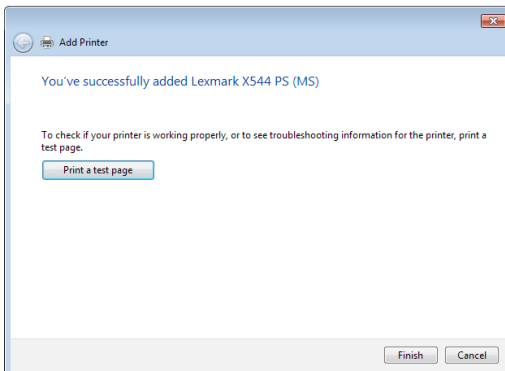 Add Printer
You've successfully added Lexmark X544 PS (MS)
To check if your printer is working properly, or to see troubleshooting information for the printer, print a
test page.
Print a test page
Finish Cancel